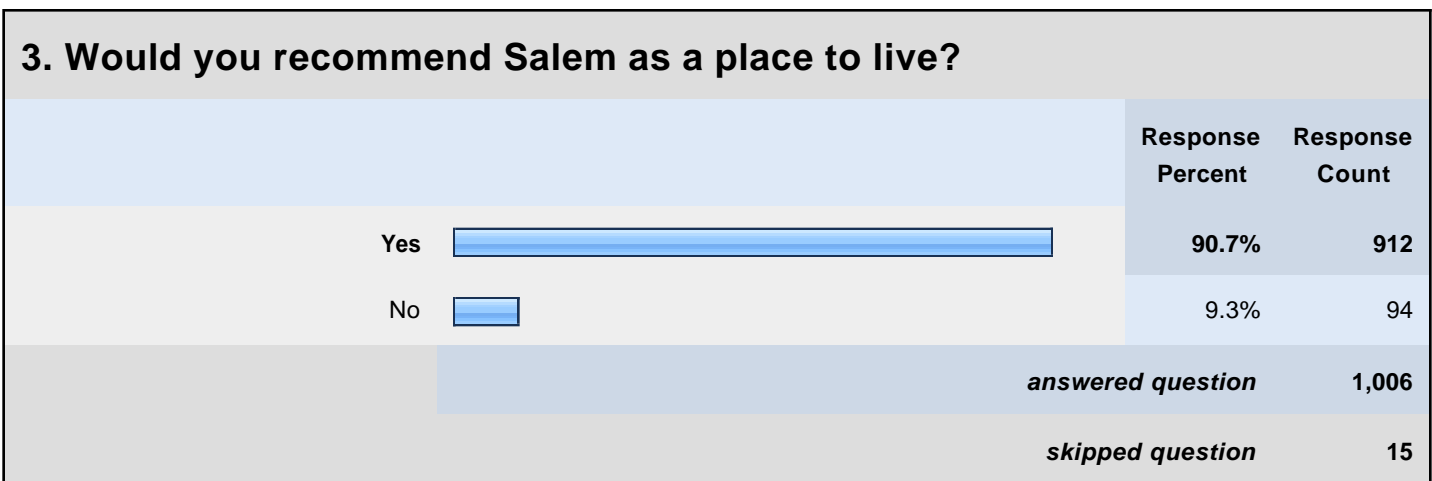 3. Would you recommend Salem as a place to live?
Response Percent Response Count
Yes 90.7% 912
No 9.3% 94
answered question 1,006
skipped question 15